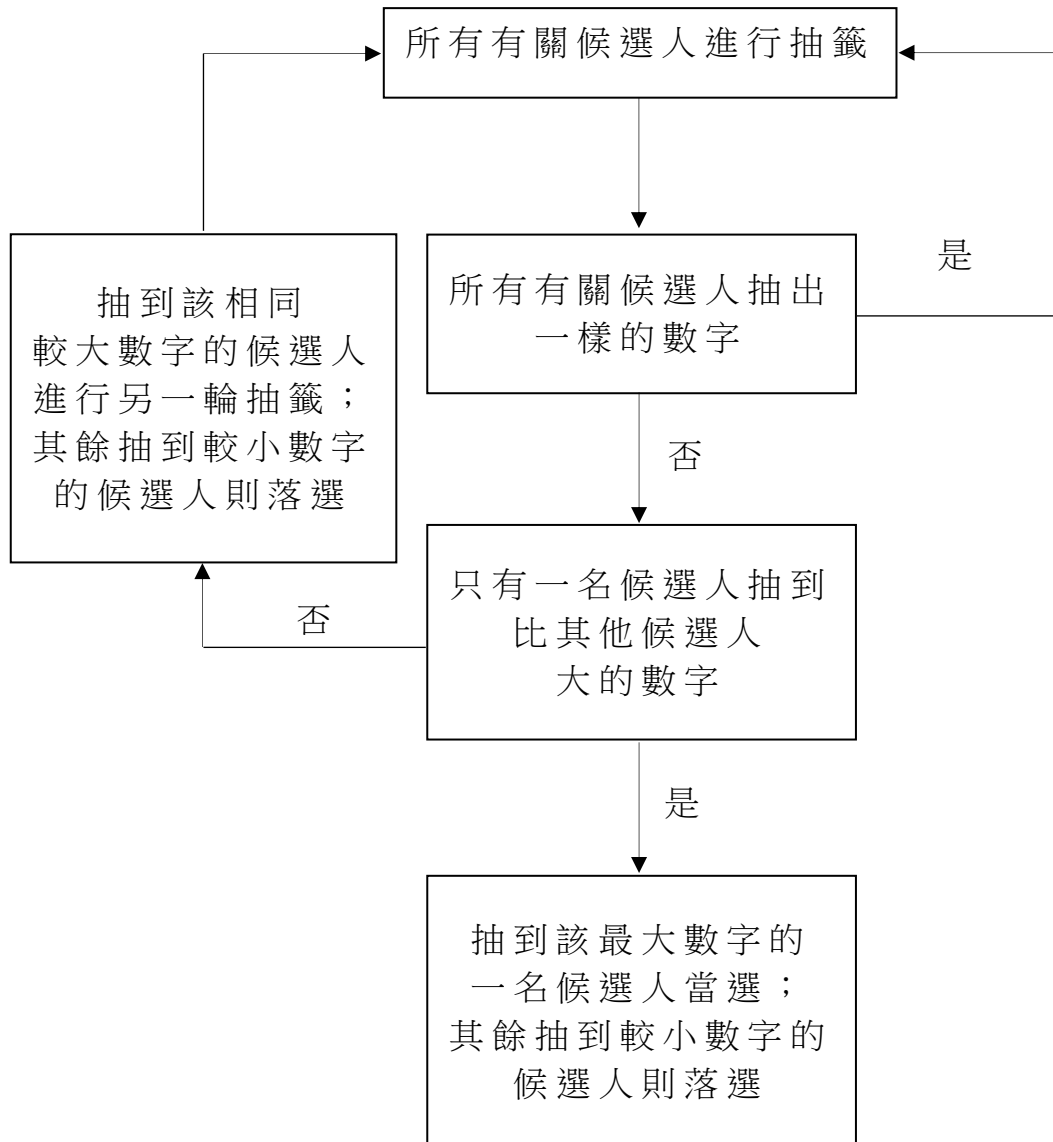 所有有關候選人進行抽籤
抽到該相同
較大數字的候選人
進行另一輪抽籤；
其餘抽到較小數字
的候選人則落選
所有有關候選人抽出
一樣的數字
是
否
只有一名候選人抽到
比其他候選人
大的數字
否
是
抽到該最大數字的
一名候選人當選；
其餘抽到較小數字的
候選人則落選